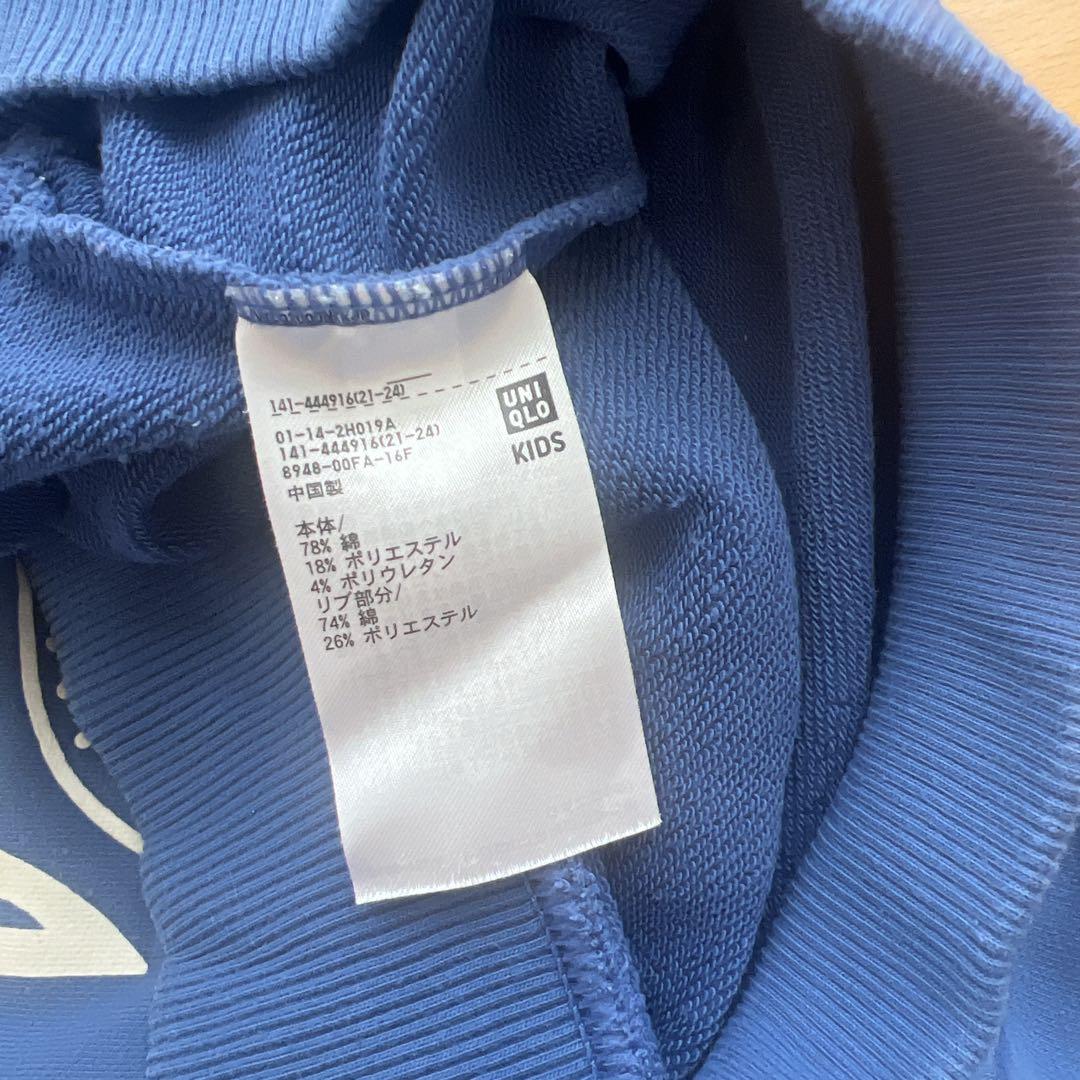 141-444916(21-24)
UNI
QLO
KIDS
01-14-2H019A
141-444916(21-24)
8948-00FA-16F
中国製
本体/
78% 綿
18% ポリエステル
4% ポリウレタン
リブ部分/
74% 綿
26% ポリエステル